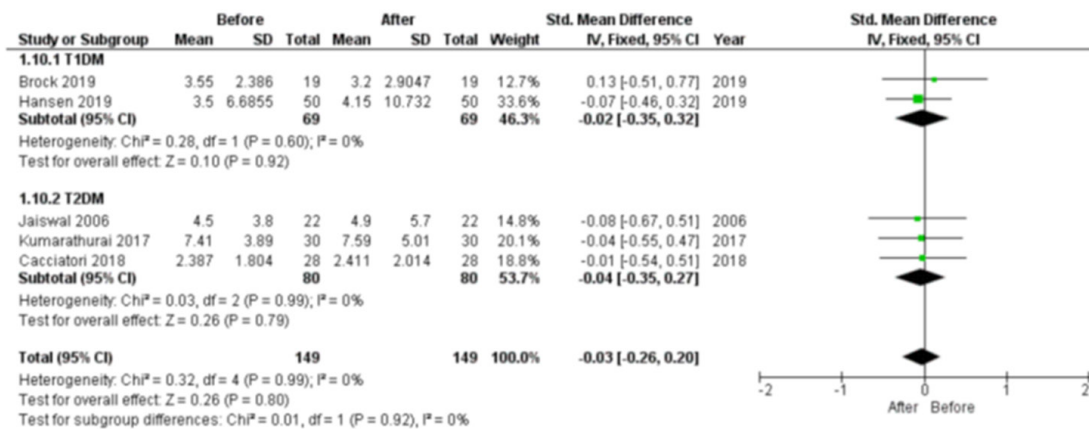 Before After Std. Mean Difference Std. Mean Difference
Study or Subgroup Mean SD Total Mean SD Total Weight IV, Fixed, 95% CI Year IV, Fixed, 95% CI
1.10.1 T1DM
Brock 2019 3.55 2.386 19 3.2 2.9047 19 12.7% 0.13 [-0.51, 0.77] 2019
Hansen 2019 3.5 6.6855 50 4.15 10.732 50 33.6% -0.07 [-0.46, 0.32] 2019
Subtotal (95% CI) 69 69 46.3% -0.02 [-0.35, 0.32]
Heterogeneity: Chi² = 0.28, df = 1 (P = 0.60); I² = 0%
Test for overall effect: Z = 0.10 (P = 0.92)
1.10.2 T2DM
Jaiswal 2006 4.5 3.8 22 4.9 5.7 22 14.8% -0.08 [-0.67, 0.51] 2006
Kumarathurai 2017 7.41 3.89 30 7.59 5.01 30 20.1% -0.04 [-0.55, 0.47] 2017
Cacciatori 2018 2.387 1.804 28 2.411 2.014 28 18.8% -0.01 [-0.54, 0.51] 2018
Subtotal (95% CI) 80 80 53.7% -0.04 [-0.35, 0.27]
Heterogeneity: Chi² = 0.03, df = 2 (P = 0.99); I² = 0%
Test for overall effect: Z = 0.26 (P = 0.79)
Total (95% CI) 149 149 100.0% -0.03 [-0.26, 0.20]
Heterogeneity: Chi² = 0.32, df = 4 (P = 0.99); I² = 0%
Test for overall effect: Z = 0.26 (P = 0.80)
Test for subgroup differences: Chi² = 0.01, df = 1 (P = 0.92), I² = 0%
-2 -1 0 1 2
After Before